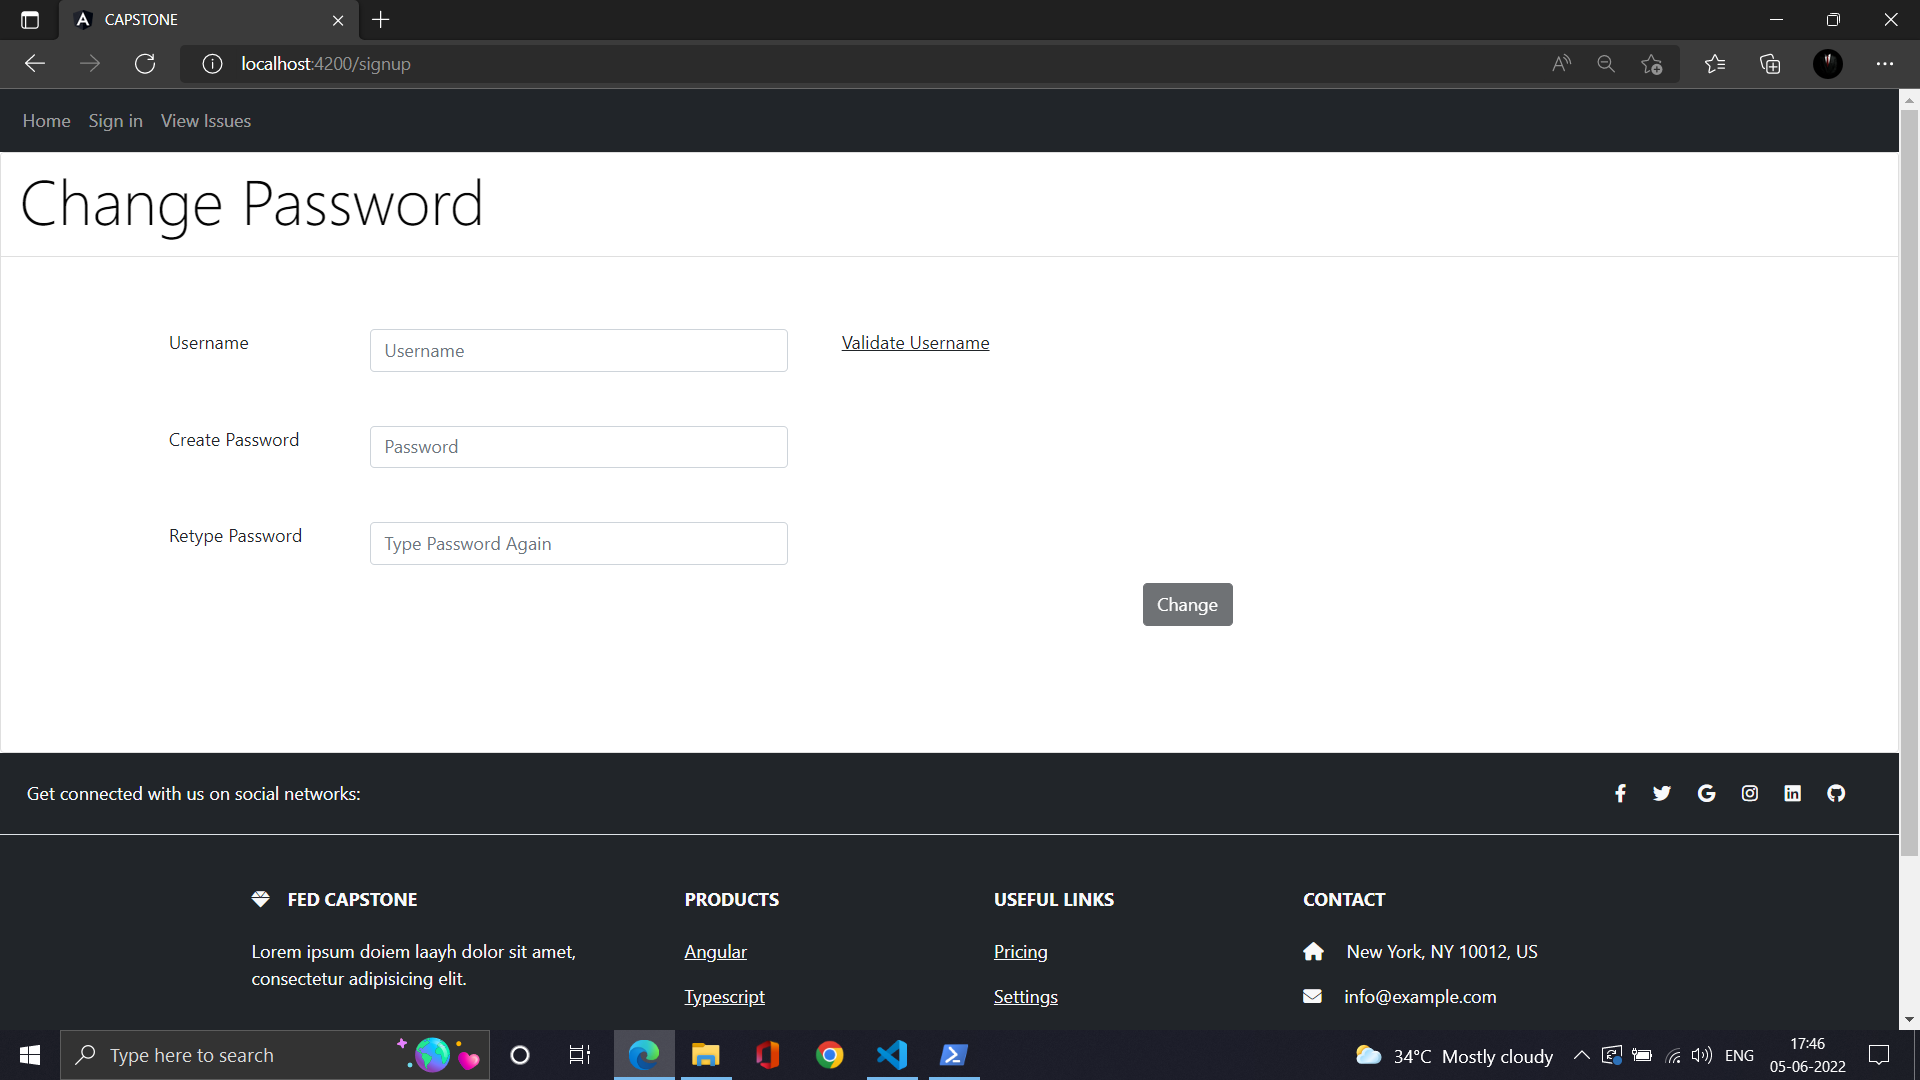 CAPSTONE
localhost:4200/signup
Home Sign in View Issues
Change Password
Username Username Validate Username
Create Password Password
Retype Password Type Password Again
Change
Get connected with us on social networks:
FED CAPSTONE PRODUCTS USEFUL LINKS CONTACT
Lorem ipsum doiem laayh dolor sit amet, Angular Pricing New York, NY 10012, US
consectetur adipisicing elit.
Typescript Settings info@example.com
Type here to search 34°C Mostly cloudy ENG 17:46
05-06-2022